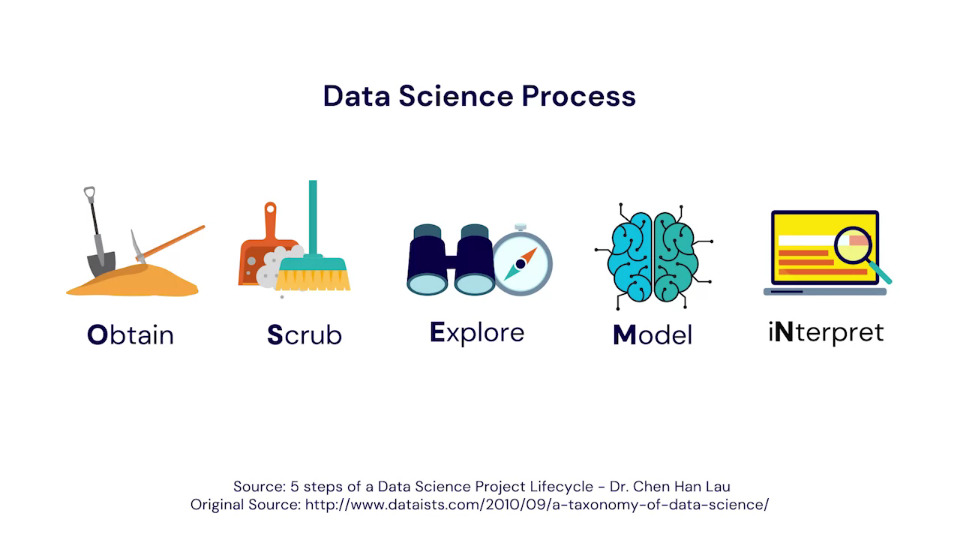 Data Science Process
Obtain
Scrub
Explore
Model
iNterpret
Source: 5 steps of a Data Science Project Lifecycle - Dr. Chen Han Lau
Original Source: http://www.dataists.com/2010/09/a-taxonomy-of-data-science/